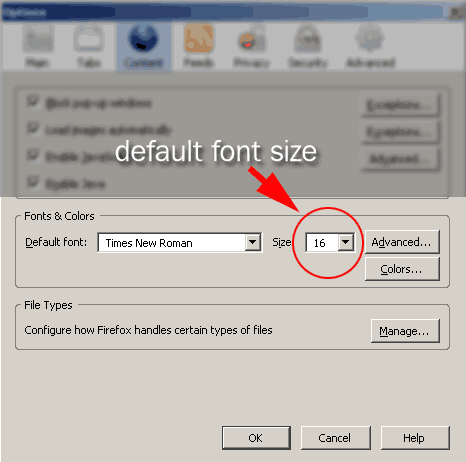 Options
Main Tabs Content Feeds Privacy Security Advanced
Block pop-up windows Exceptions...
Load images automatically Exceptions...
Enable Advanced...
default font size
Enable Java
Fonts & Colors
Default font: Times New Roman Size: 16 Advanced...
Colors...
File Types
Configure how Firefox handles certain types of files Manage...
OK Cancel Help